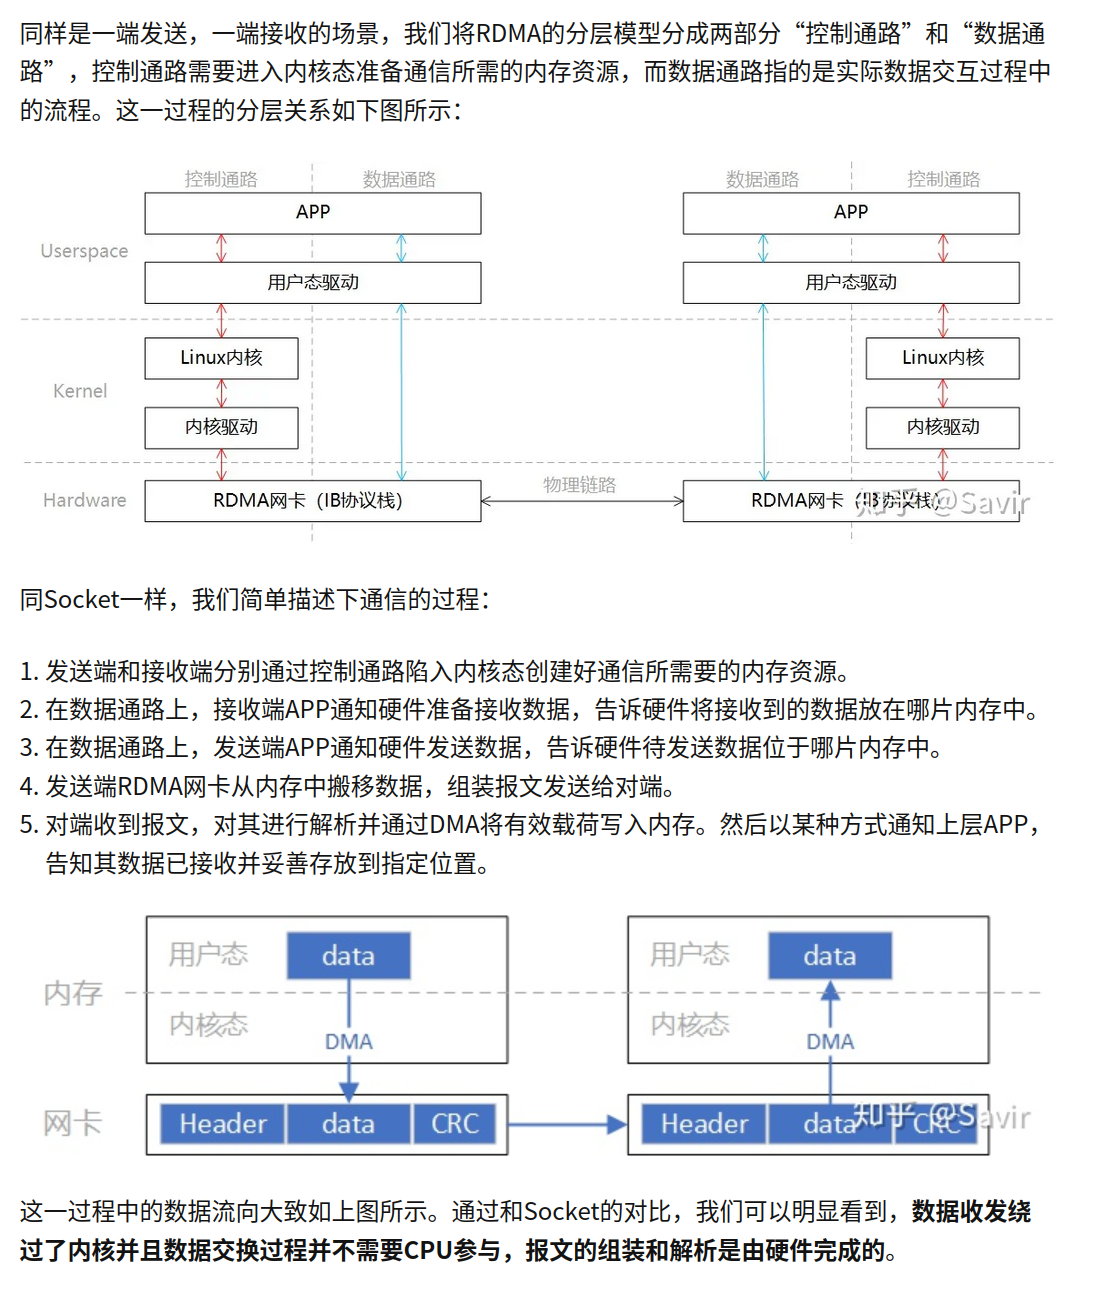 同样是一端发送，一端接收的场景，我们将RDMA的分层模型分成两部分“控制通路”和“数据通
路”，控制通路需要进入内核态准备通信所需的内存资源，而数据通路指的是实际数据交互过程中
的流程。这一过程的分层关系如下图所示：
控制通路 数据通路 数据通路 控制通路
APP APP
Userspace
用户态驱动 用户态驱动
Linux内核 Linux内核
Kernel
内核驱动 内核驱动
物理链路
Hardware RDMA网卡（IB协议栈） RDMA网卡（IB协议栈）
知乎 @Savir
同Socket一样，我们简单描述下通信的过程：
1. 发送端和接收端分别通过控制通路陷入内核态创建好通信所需要的内存资源。
2. 在数据通路上，接收端APP通知硬件准备接收数据，告诉硬件将接收到的数据放在哪片内存中。
3. 在数据通路上，发送端APP通知硬件发送数据，告诉硬件待发送数据位于哪片内存中。
4. 发送端RDMA网卡从内存中搬移数据，组装报文发送给对端。
5. 对端收到报文，对其进行解析并通过DMA将有效载荷写入内存。然后以某种方式通知上层APP，
告知其数据已接收并妥善存放到指定位置。
用户态 data 用户态 data
内存
内核态 内核态
DMA DMA
网卡 Header data CRC Header data CRC
知乎 @Savir
这一过程中的数据流向大致如上图所示。通过和Socket的对比，我们可以明显看到，数据收发绕
过了内核并且数据交换过程并不需要CPU参与，报文的组装和解析是由硬件完成的。